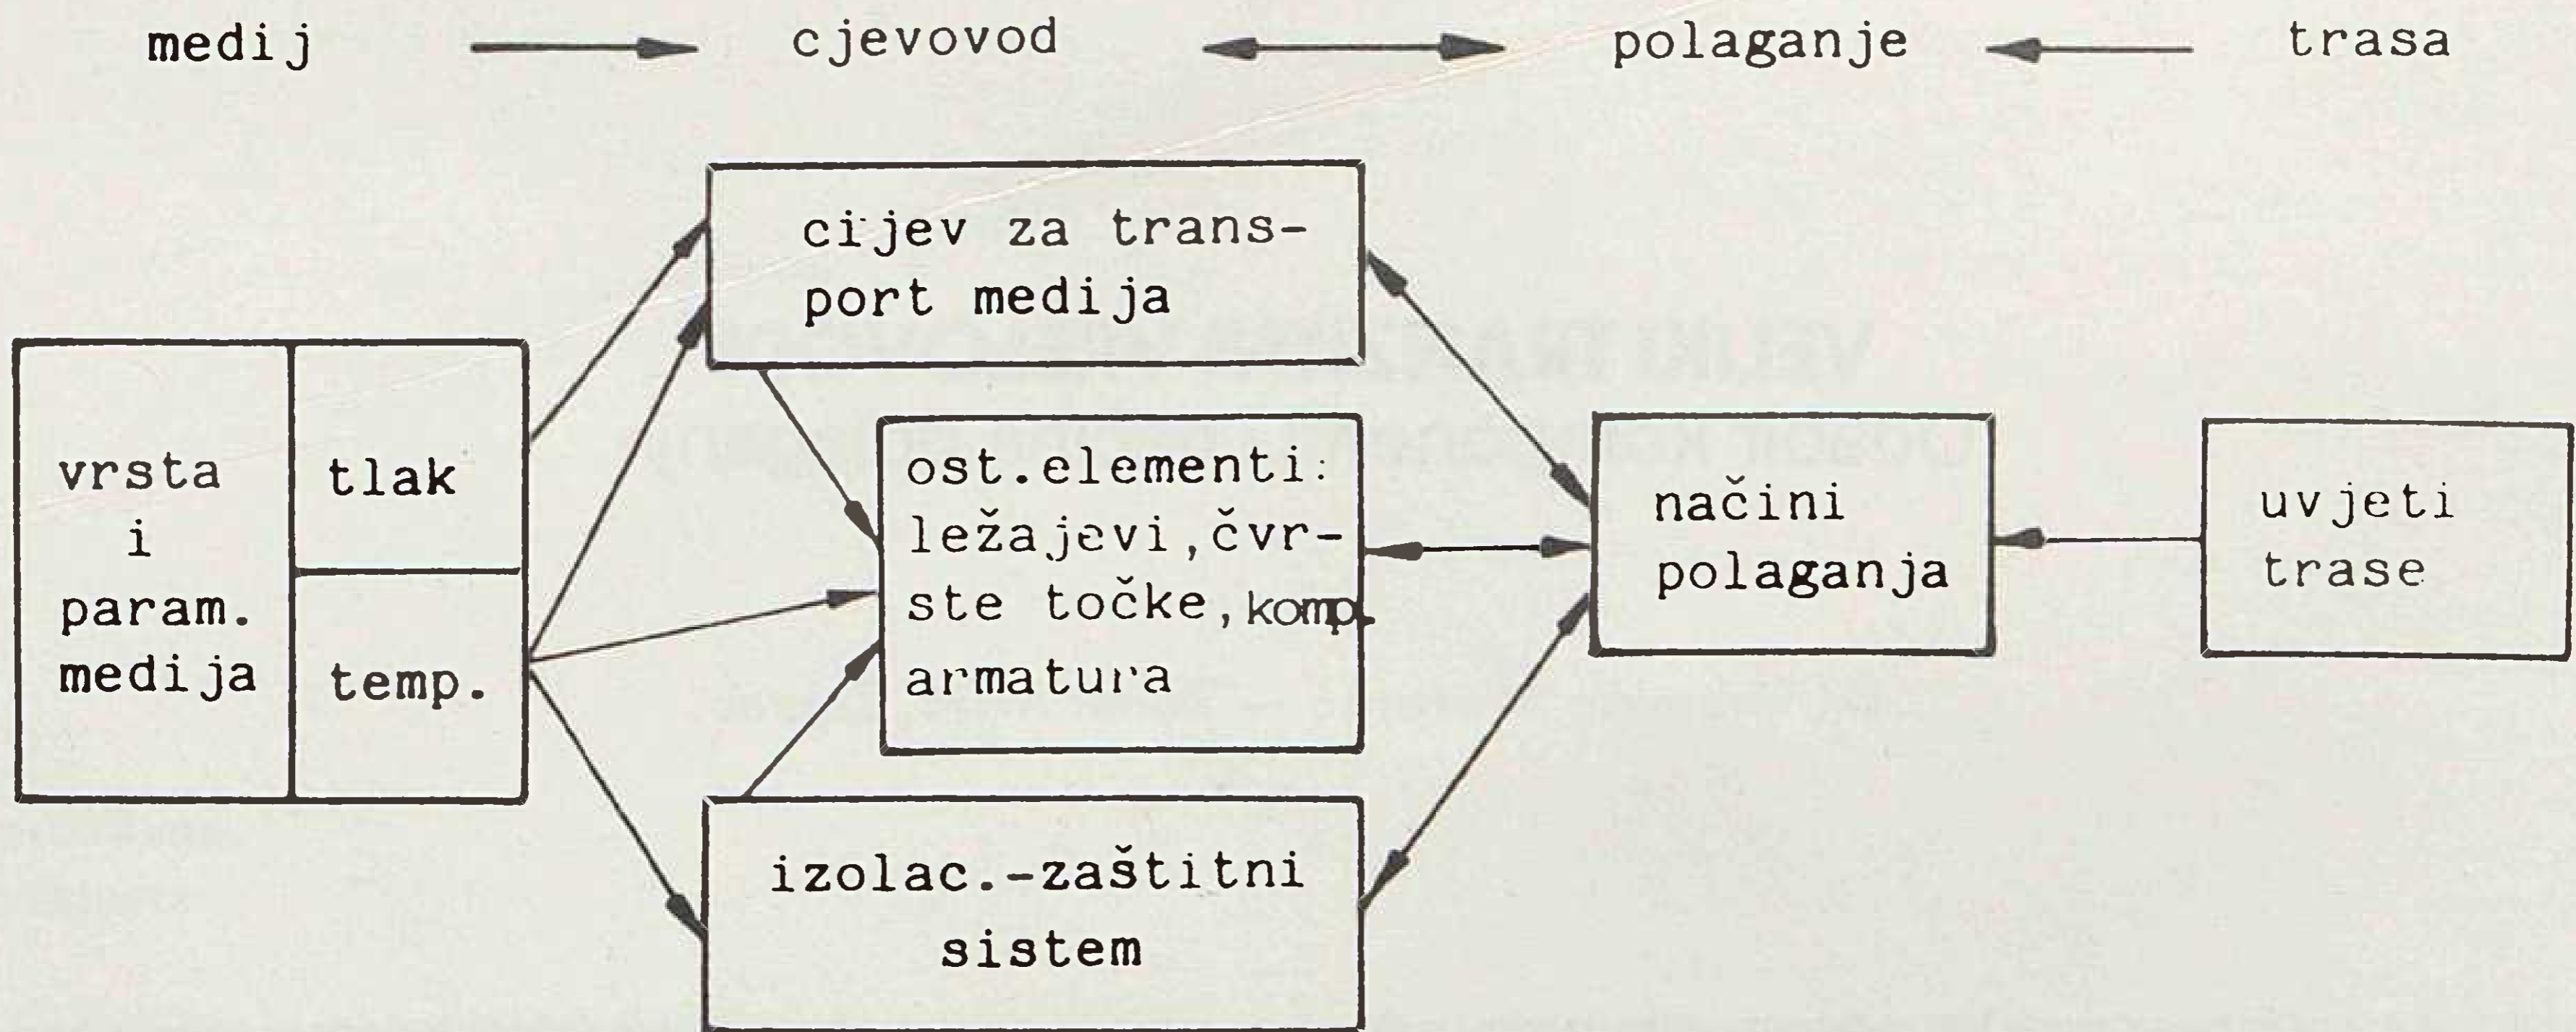 medij cjevovod polaganje trasa
cijev za trans-
port medija
vrsta
i
param.
medija
tlak
temp.
ost.elementi:
ležajevi,čvr-
ste točke,komp.
armatura
izolac.-zaštitni
sistem
načini
polaganja
uvjeti
trase